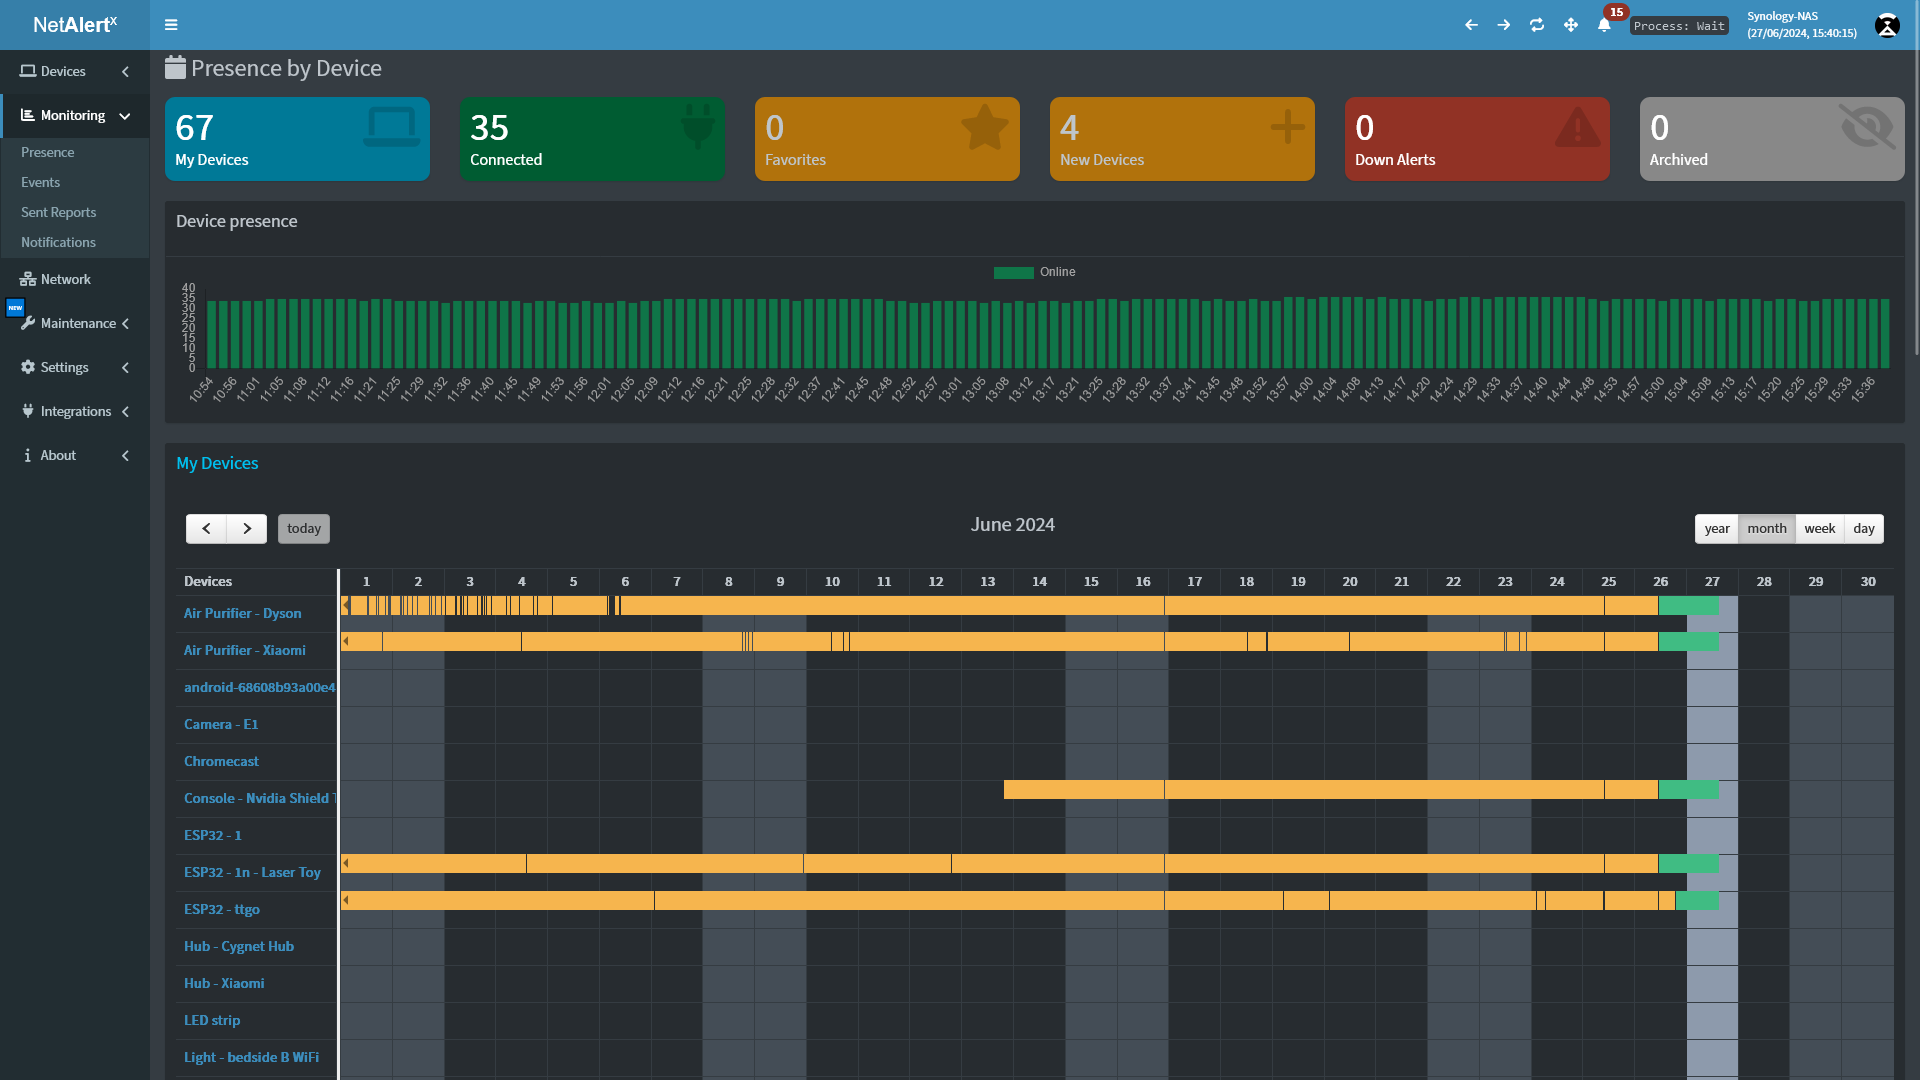 NetAlertx
15
Process: Wait
Synology-NAS
(27/06/2024, 15:40:15)
Devices
Monitoring
Presence
Events
Sent Reports
Notifications
Network
NEW
Maintenance
Settings
Integrations
About
Presence by Device
67
My Devices
35
Connected
0
Favorites
4
New Devices
0
Down Alerts
0
Archived
Device presence
Online
40
35
30
25
20
15
10
5
0
10:54 10:56 11:01 11:05 11:08 11:12 11:16 11:21 11:25 11:29 11:32 11:36 11:40 11:45 11:49 11:53 11:56 12:01 12:05 12:09 12:12 12:16 12:21 12:25 12:28 12:32 12:37 12:41 12:45 12:48 12:52 12:57 13:01 13:05 13:08 13:12 13:17 13:21 13:25 13:28 13:32 13:37 13:41 13:45 13:48 13:52 13:57 14:00 14:04 14:08 14:13 14:17 14:20 14:24 14:29 14:33 14:37 14:40 14:44 14:48 14:53 14:57 15:00 15:04 15:08 15:13 15:17 15:20 15:25 15:29 15:33 15:36
My Devices
today
June 2024
year month week day
Devices 1 2 3 4 5 6 7 8 9 10 11 12 13 14 15 16 17 18 19 20 21 22 23 24 25 26 27 28 29 30
Air Purifier - Dyson
Air Purifier - Xiaomi
android-68608b93a00e4
Camera - E1
Chromecast
Console - Nvidia Shield T
ESP32 - 1
ESP32 - 1n - Laser Toy
ESP32 - ttgo
Hub - Cygnet Hub
Hub - Xiaomi
LED strip
Light - bedside B WiFi